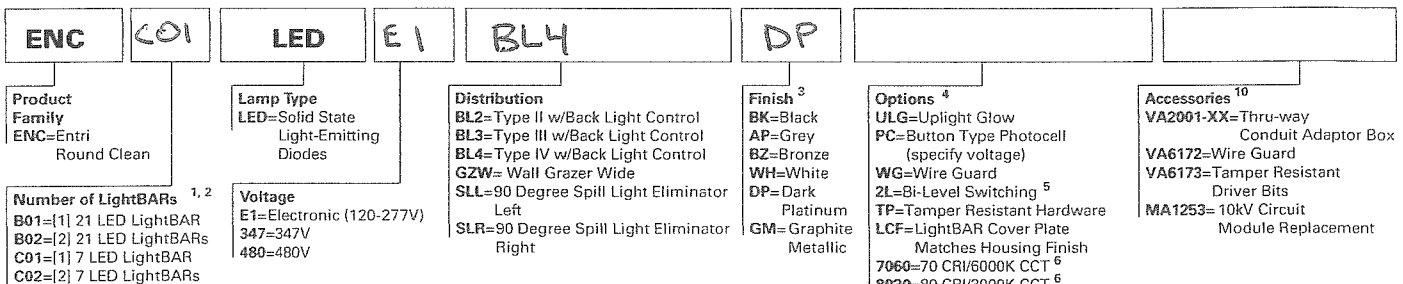 ENC C01 LED E1 BL4 DP
Product
Family
ENC=Entri
Round Clean
Number of LightBARs 1, 2
B01=[1] 21 LED LightBAR
B02=[2] 21 LED LightBARs
C01=[1] 7 LED LightBAR
C02=[2] 7 LED LightBARs
Lamp Type
LED=Solid State
Light-Emitting
Diodes
Voltage
E1=Electronic (120-277V)
347=347V
480=480V
Distribution
BL2=Type II w/Back Light Control
BL3=Type III w/Back Light Control
BL4=Type IV w/Back Light Control
GZW= Wall Grazer Wide
SLL=90 Degree Spill Light Eliminator
Left
SLR=90 Degree Spill Light Eliminator
Right
Finish 3
BK=Black
AP=Grey
BZ=Bronze
WH=White
DP=Dark
Platinum
GM=Graphite
Metallic
Options 4
ULG=Uplight Glow
PC=Button Type Photocell
(specify voltage)
WG=Wire Guard
2L=Bi-Level Switching 5
TP=Tamper Resistant Hardware
LCF=LightBAR Cover Plate
Matches Housing Finish
7060=70 CRI/6000K CCT 6
8030=80 CRI/3000K CCT 6
Accessories 10
VA2001-XX=Thru-way
Conduit Adaptor Box
VA6172=Wire Guard
VA6173=Tamper Resistant
Driver Bits
MA1253=10kV Circuit
Module Replacement